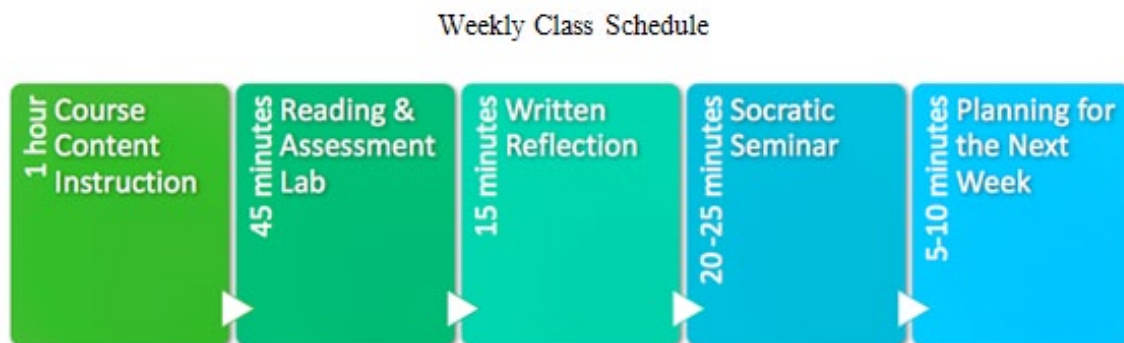 Weekly Class Schedule
1 hour
Course
Content
Instruction
45 minutes
Reading &
Assessment
Lab
15 minutes
Written
Reflection
20 -25 minutes
Socratic
Seminar
5-10 minutes
Planning for
the Next
Week